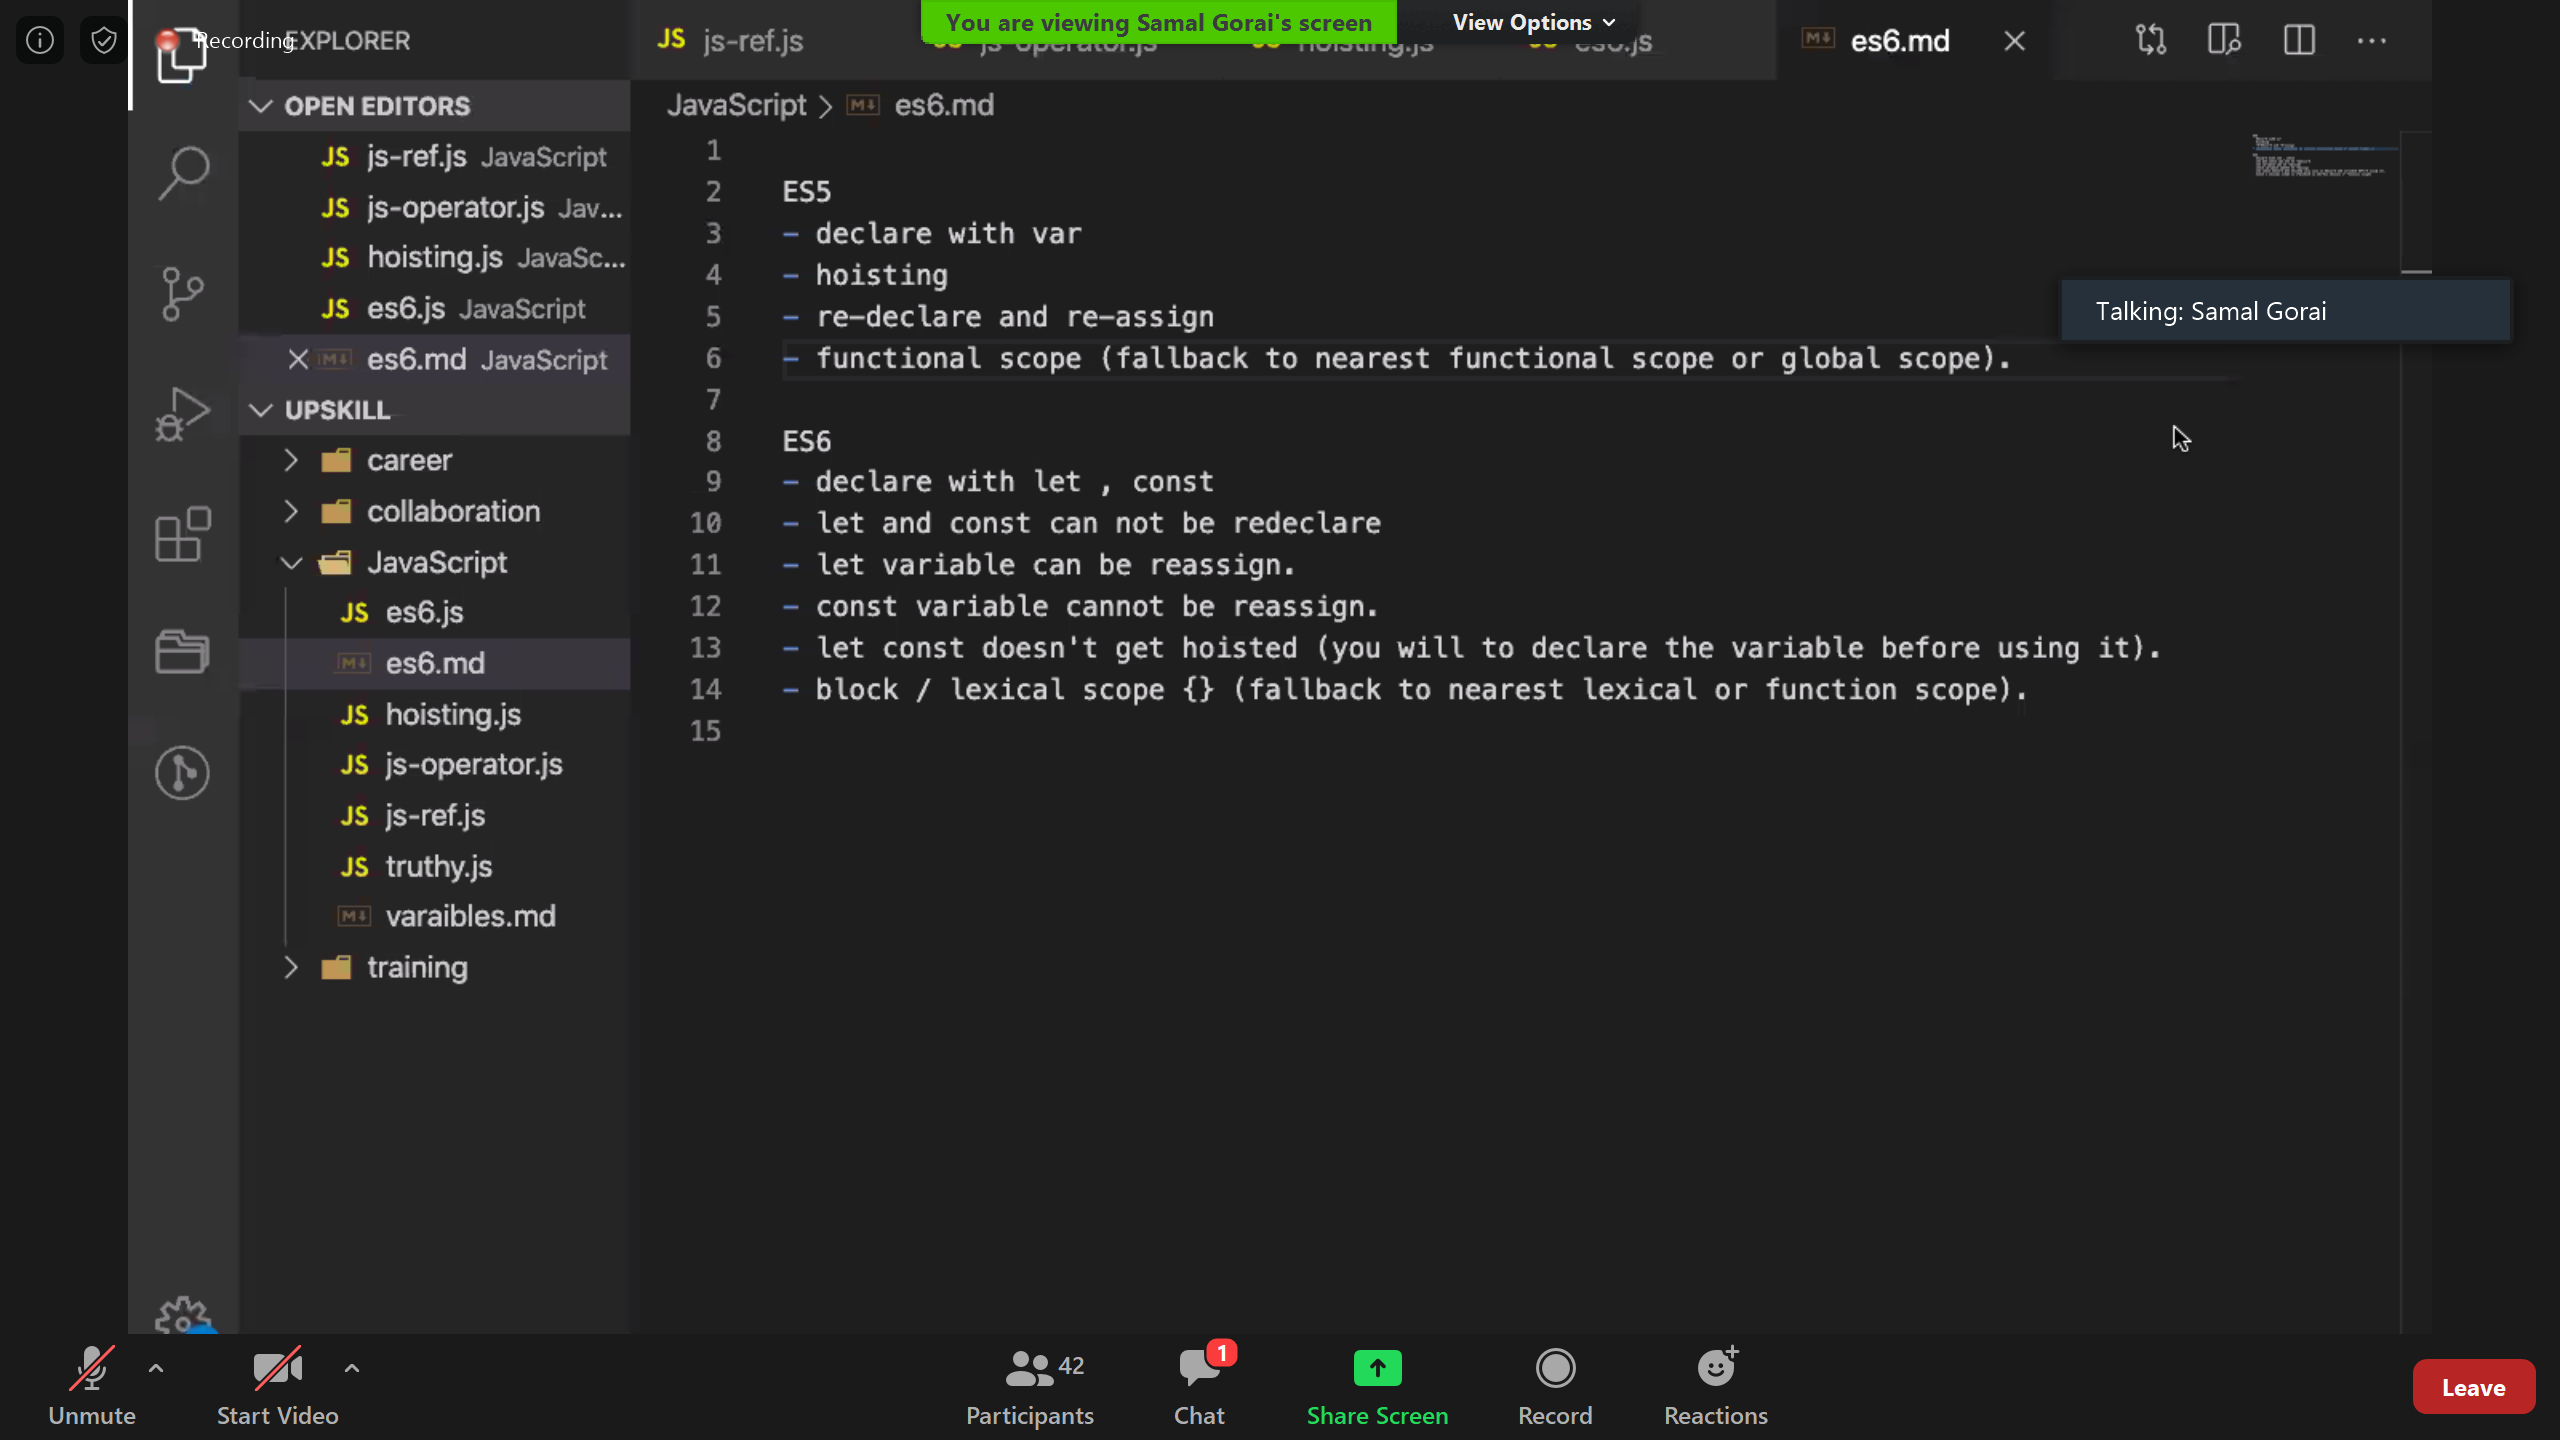 You are viewing Samal Gorai's screen
View Options
Recording
EXPLORER
JS js-ref.js
js-operator.js
hoisting.js
es6.js
es6.md
OPEN EDITORS
JS js-ref.js JavaScript
JS js-operator.js Jav...
JS hoisting.js JavaSc...
JS es6.js JavaScript
es6.md JavaScript
UPSKILL
career
collaboration
JavaScript
JS es6.js
es6.md
JS hoisting.js
JS js-operator.js
JS js-ref.js
JS truthy.js
varaibles.md
training
JavaScript > es6.md
1
2 ES5
3 - declare with var
4 - hoisting
5 - re-declare and re-assign
6 - functional scope (fallback to nearest functional scope or global scope).
7
8 ES6
9 - declare with let , const
10 - let and const can not be redeclare
11 - let variable can be reassign.
12 - const variable cannot be reassign.
13 - let const doesn't get hoisted (you will to declare the variable before using it).
14 - block / lexical scope {} (fallback to nearest lexical or function scope).
15
Talking: Samal Gorai
Unmute
Start Video
42
Participants
1
Chat
Share Screen
Record
Reactions
Leave